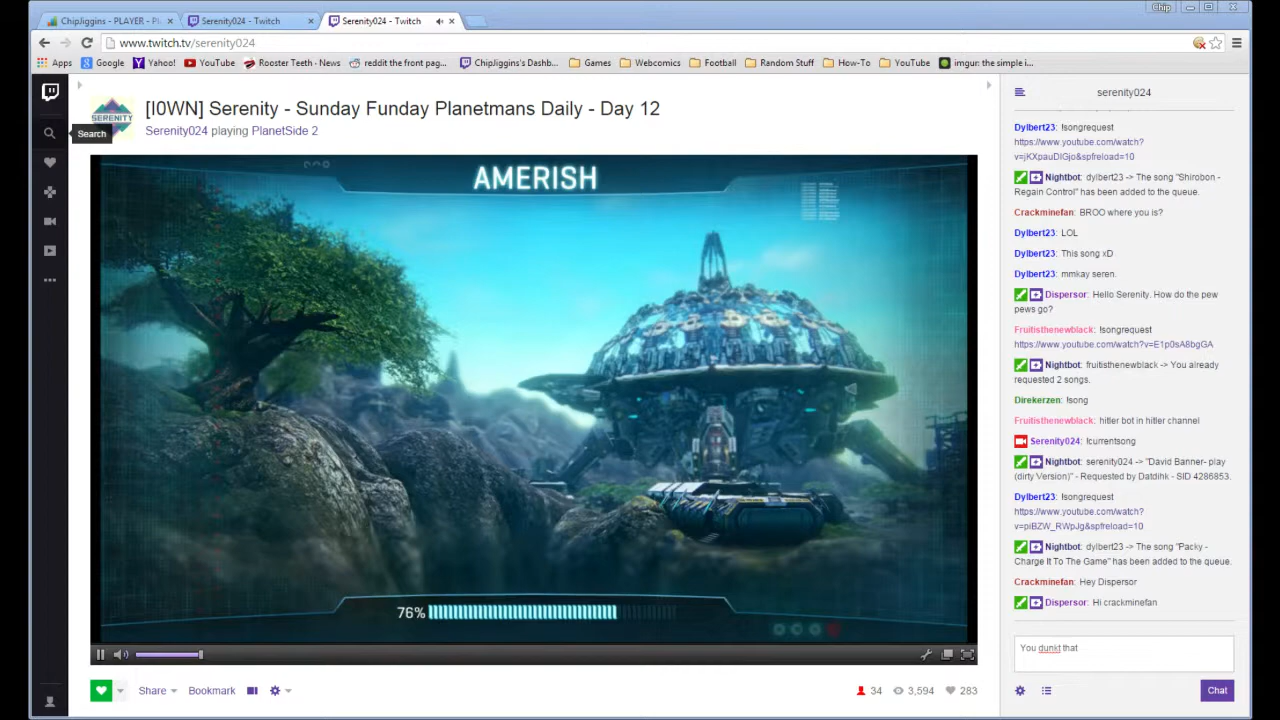 Chip
ChipJiggins - PLAYER - Pl
Serenity024 - Twitch
Serenity024 - Twitch
www.twitch.tv/serenity024
Apps
Google
Yahoo!
YouTube
Rooster Teeth - News
reddit the front pag...
ChipJiggins's Dashb...
Games
Webcomics
Football
Random Stuff
How-To
YouTube
imgur: the simple i...
SERENITY
[I0WN] Serenity - Sunday Funday Planetmans Daily - Day 12
Serenity024 playing PlanetSide 2
Search
AMERISH
76%
Share
Bookmark
34
3,594
283
serenity024
Dylbert23: !songrequest
https://www.youtube.com/watch?
v=jKXpauDIGjo&spfreload=10
Nightbot: dylbert23 -> The song "Shirobon -
Regain Control" has been added to the queue.
Crackminefan: BROO where you is?
Dylbert23: LOL
Dylbert23: This song xD
Dylbert23: mmkay seren.
Dispersor: Hello Serenity. How do the pew
pews go?
Fruitisthenewblack: !songrequest
https://www.youtube.com/watch?v=E1p0sA8bgGA
Nightbot: fruitisthenewblack -> You already
requested 2 songs.
Direkerzen: !song
Fruitisthenewblack: hitler bot in hitler channel
Serenity024: !currentsong
Nightbot: serenity024 -> "David Banner- play
(dirty Version)" - Requested by Datdihk - SID 4286853.
Dylbert23: !songrequest
https://www.youtube.com/watch?
v=piBZW_RWpJg&spfreload=10
Nightbot: dylbert23 -> The song "Packy -
Charge It To The Game" has been added to the queue.
Crackminefan: Hey Dispersor
Dispersor: Hi crackminefan
You dunkt that
Chat